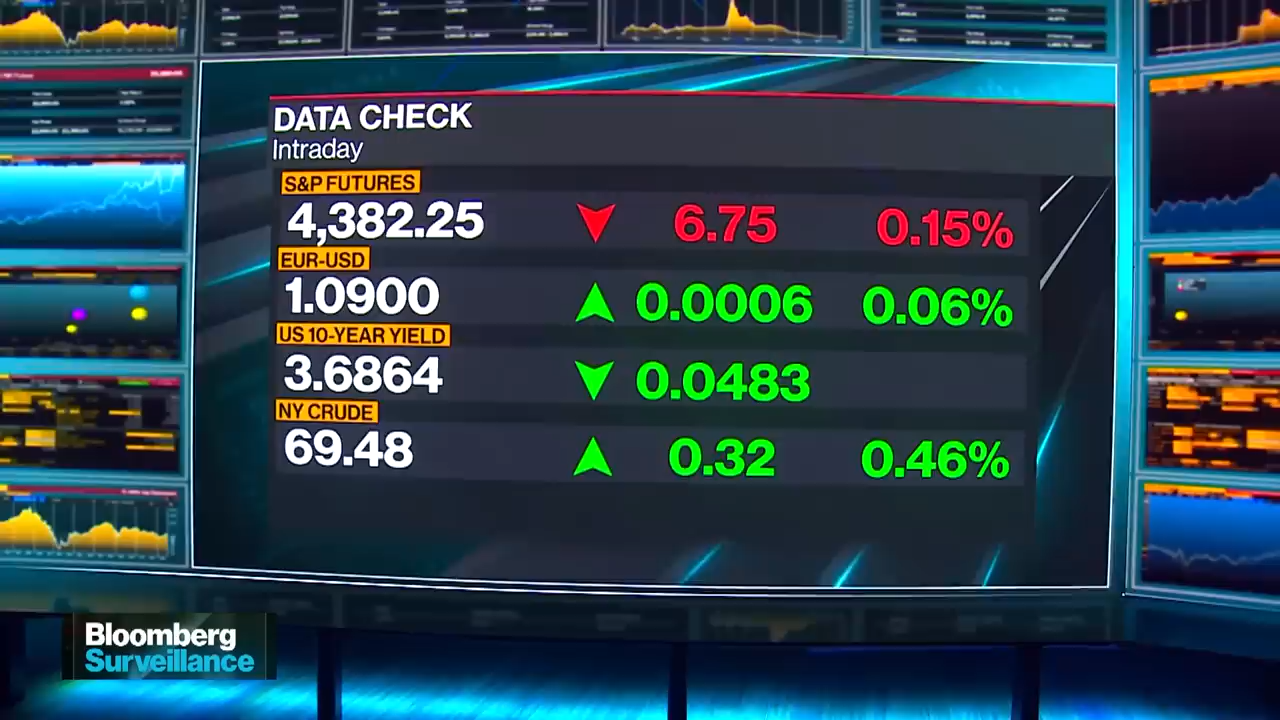 DATA CHECK
Intraday
S&P FUTURES
4,382.25 ▼ 6.75 0.15%
EUR-USD
1.0900 ▲ 0.0006 0.06%
US 10-YEAR YIELD
3.6864 ▼ 0.0483
NY CRUDE
69.48 ▲ 0.32 0.46%
Bloomberg
Surveillance